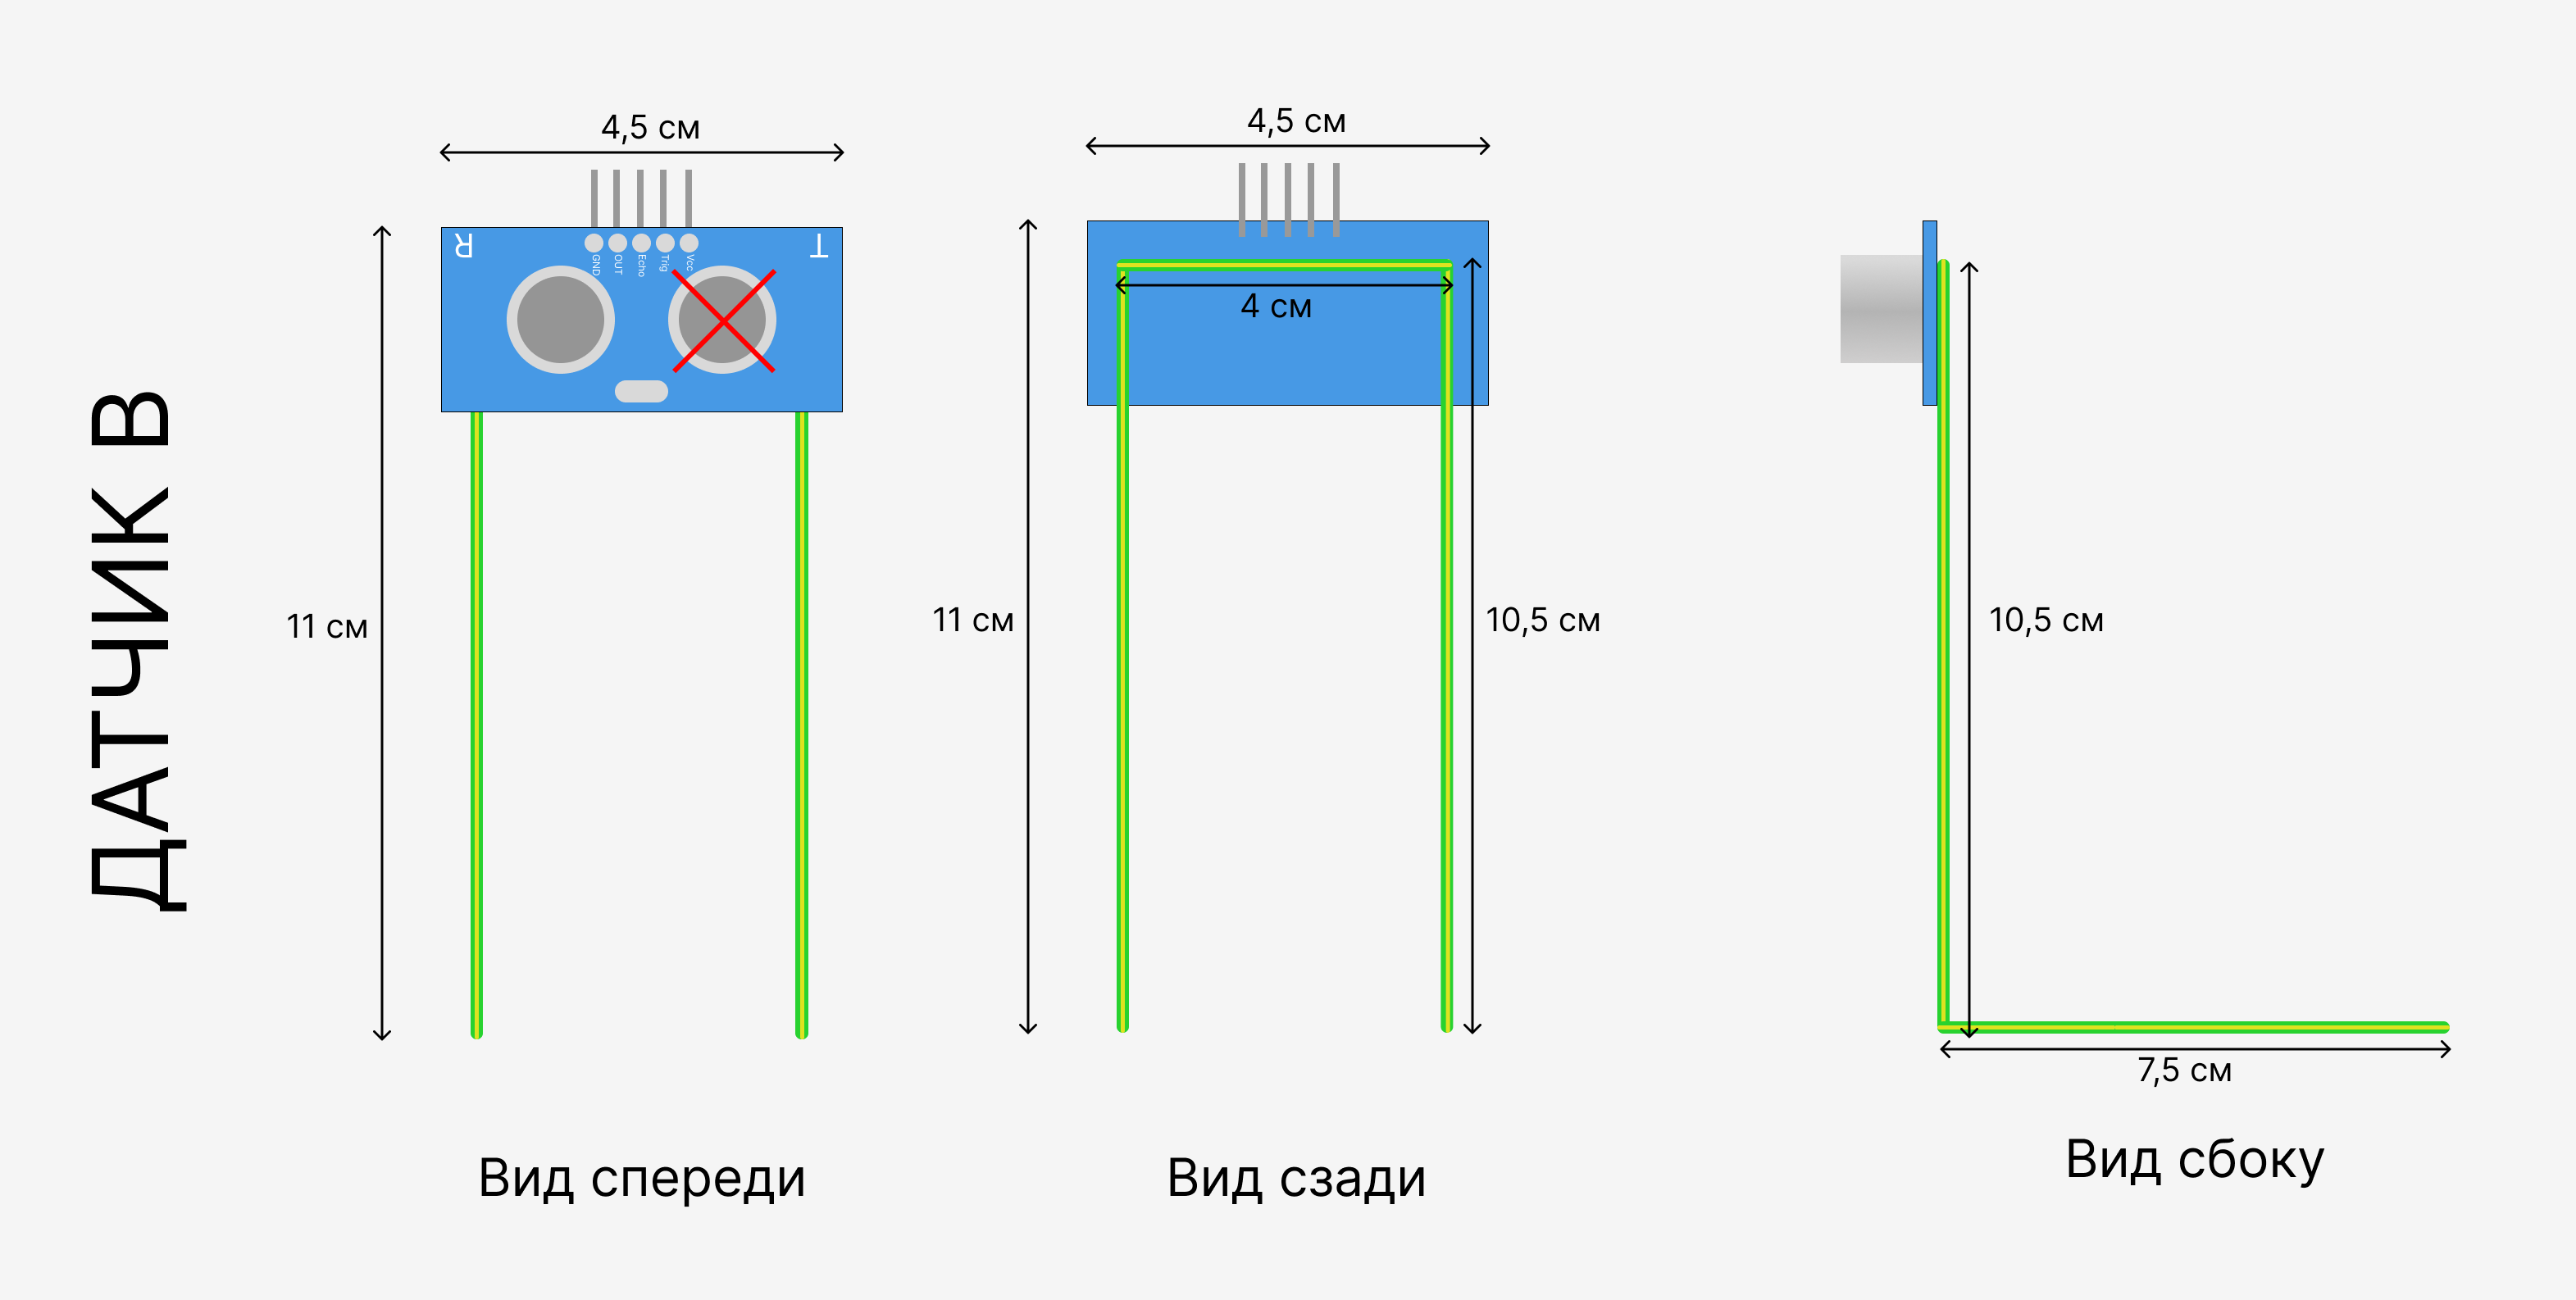 ДАТЧИК B
4,5 см
R
T
GND
OUT
Echo
Trig
Vcc
11 см
Вид спереди
4,5 см
4 см
11 см
10,5 см
Вид сзади
10,5 см
7,5 см
Вид сбоку